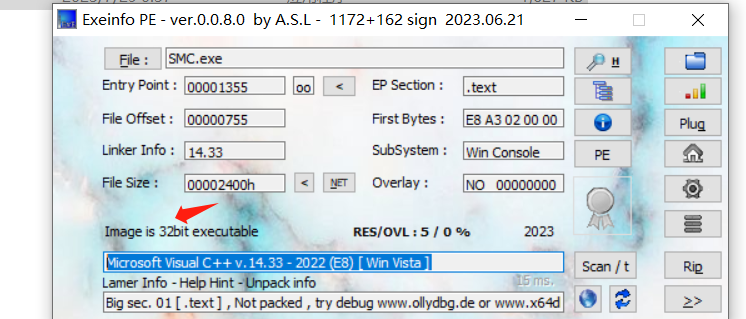 Exeinfo PE - ver.0.0.8.0 by A.S.L - 1172+162 sign 2023.06.21
File : SMC.exe H
Entry Point : 00001355 oo < EP Section : .text
File Offset : 00000755 First Bytes : E8 A3 02 00 00 Plug
Linker Info : 14.33 SubSystem : Win Console PE
File Size : 00002400h < NET Overlay : NO 00000000
Image is 32bit executable RES/OVL : 5 / 0 % 2023
Microsoft Visual C++ v.14.33 - 2022 (E8) [ Win Vista ] Scan / t Rip
Lamer Info - Help Hint - Unpack info 15 ms.
Big sec. 01 [ .text ] , Not packed , try debug www.ollydbg.de or www.x64d >>